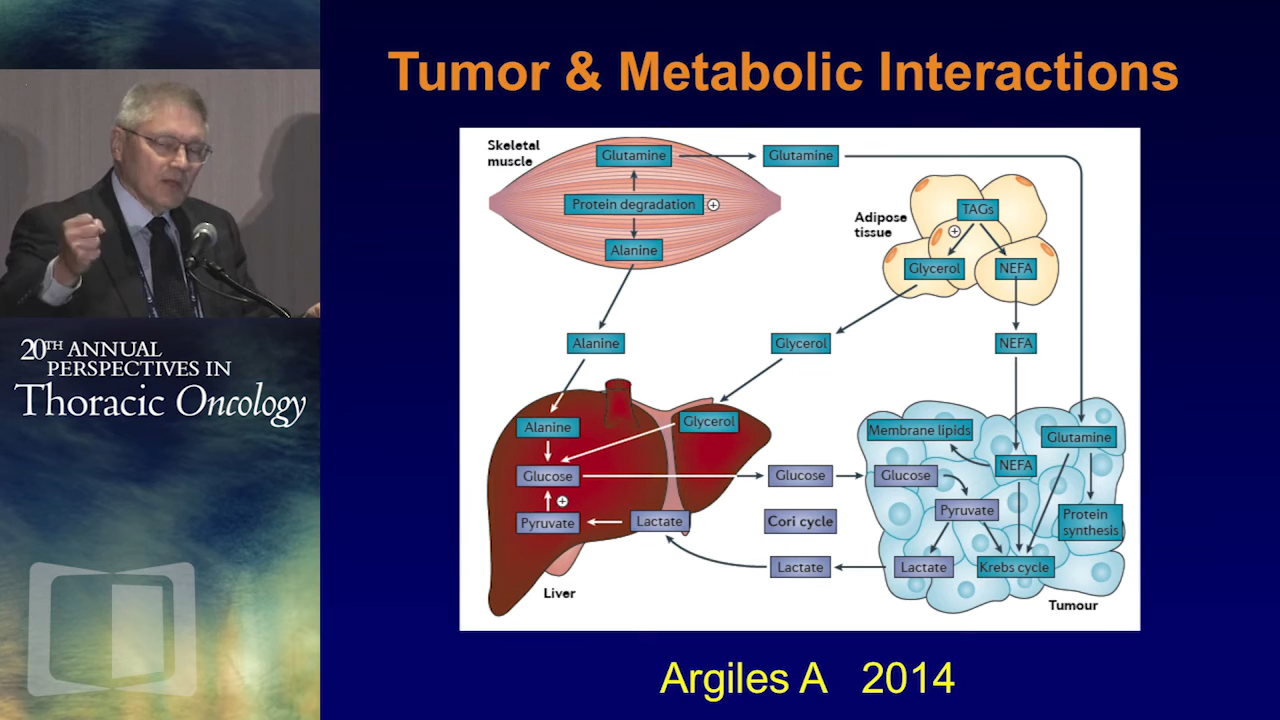 Tumor & Metabolic Interactions
Skeletal
muscle
Glutamine
Glutamine
Protein degradation
Alanine
Adipose
tissue
TAGs
Glycerol
NEFA
Alanine
Glycerol
NEFA
Alanine
Glycerol
Glucose
Pyruvate
Lactate
Liver
Glucose
Cori cycle
Lactate
Membrane lipids
Glutamine
NEFA
Glucose
Pyruvate
Protein
synthesis
Lactate
Krebs cycle
Tumour
Argiles A 2014
20TH ANNUAL
PERSPECTIVES IN
Thoracic Oncology